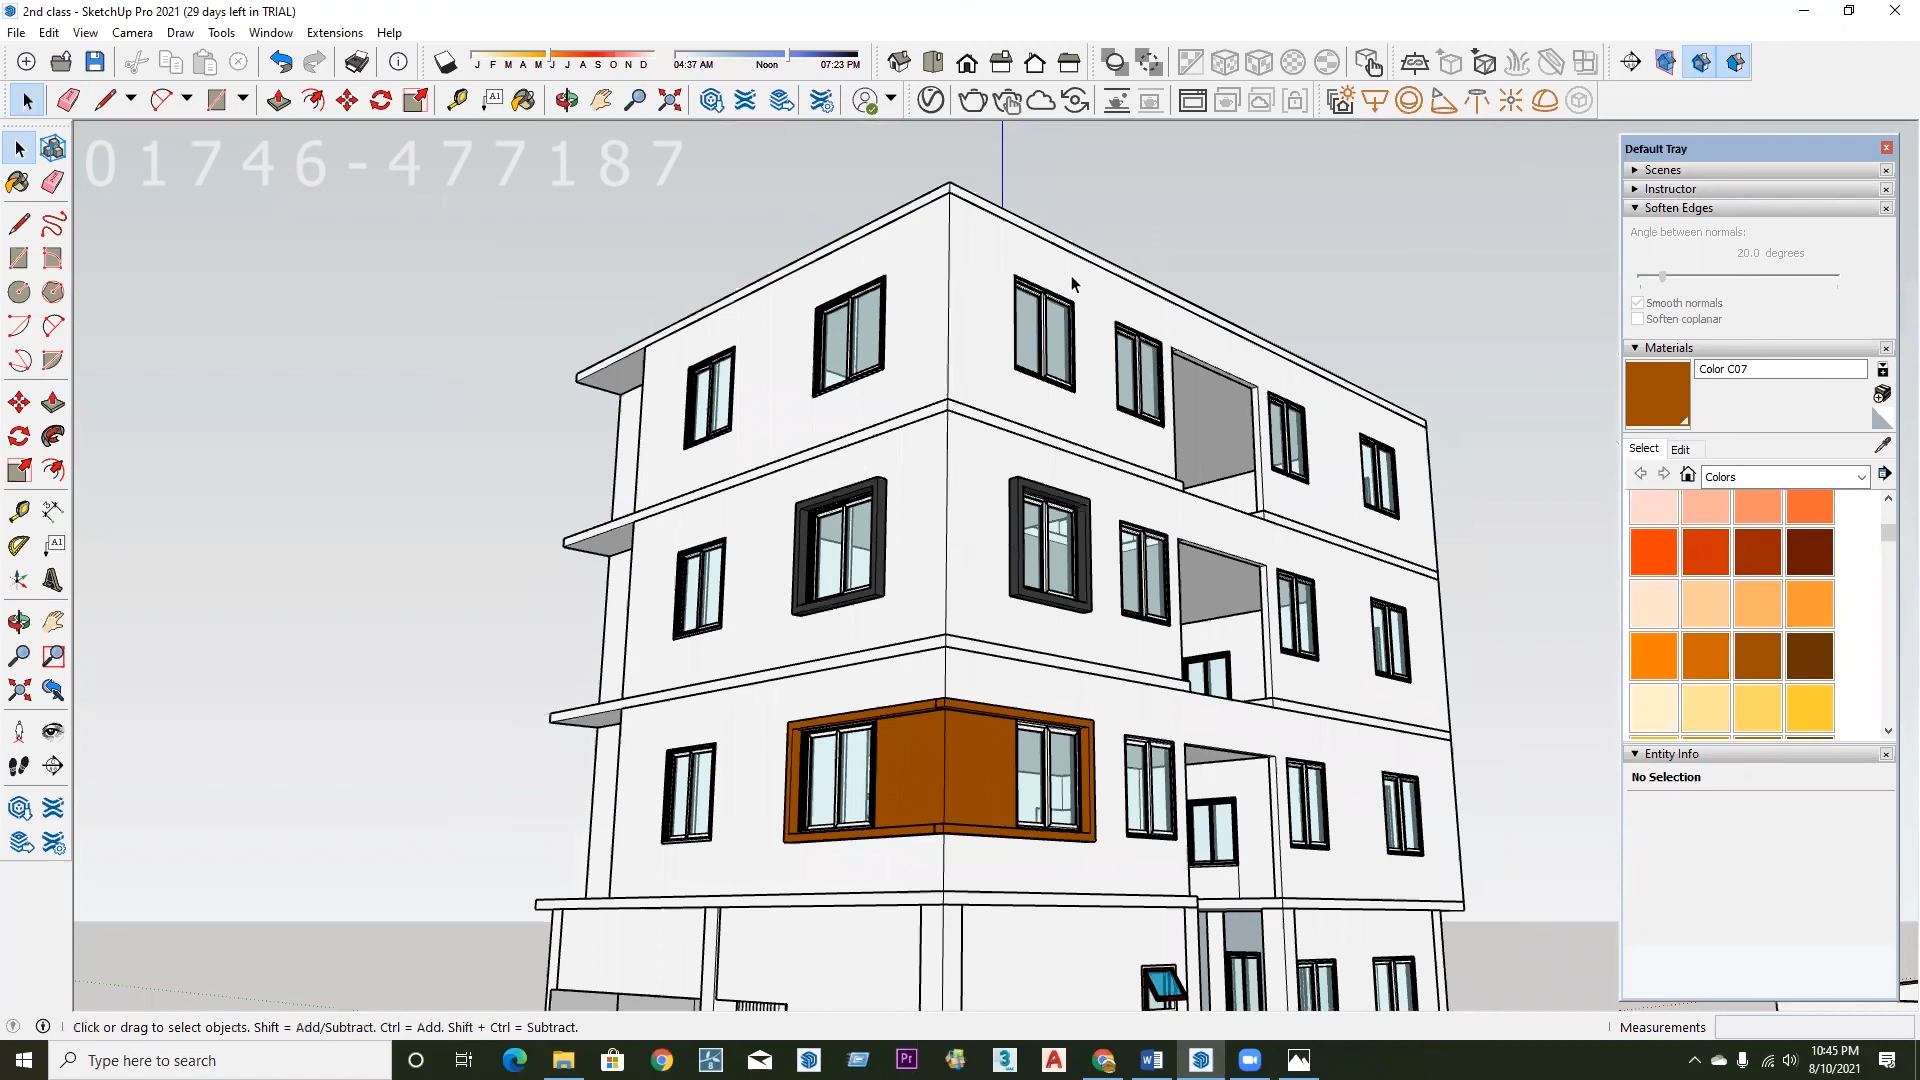 2nd class - SketchUp Pro 2021 (29 days left in TRIAL)
File Edit View Camera Draw Tools Window Extensions Help
J F M A M J J A S O N D 04:37 AM Noon 07:23 PM
A1
01746-477187
Default Tray
Scenes
Instructor
Soften Edges
Angle between normals:
20.0 degrees
Smooth normals
Soften coplanar
Materials
Color C07
Select Edit
Colors
A1
Entity Info
No Selection
Click or drag to select objects. Shift = Add/Subtract. Ctrl = Add. Shift + Ctrl = Subtract. Measurements
Type here to search
Pr
3
A
10:45 PM
8/10/2021